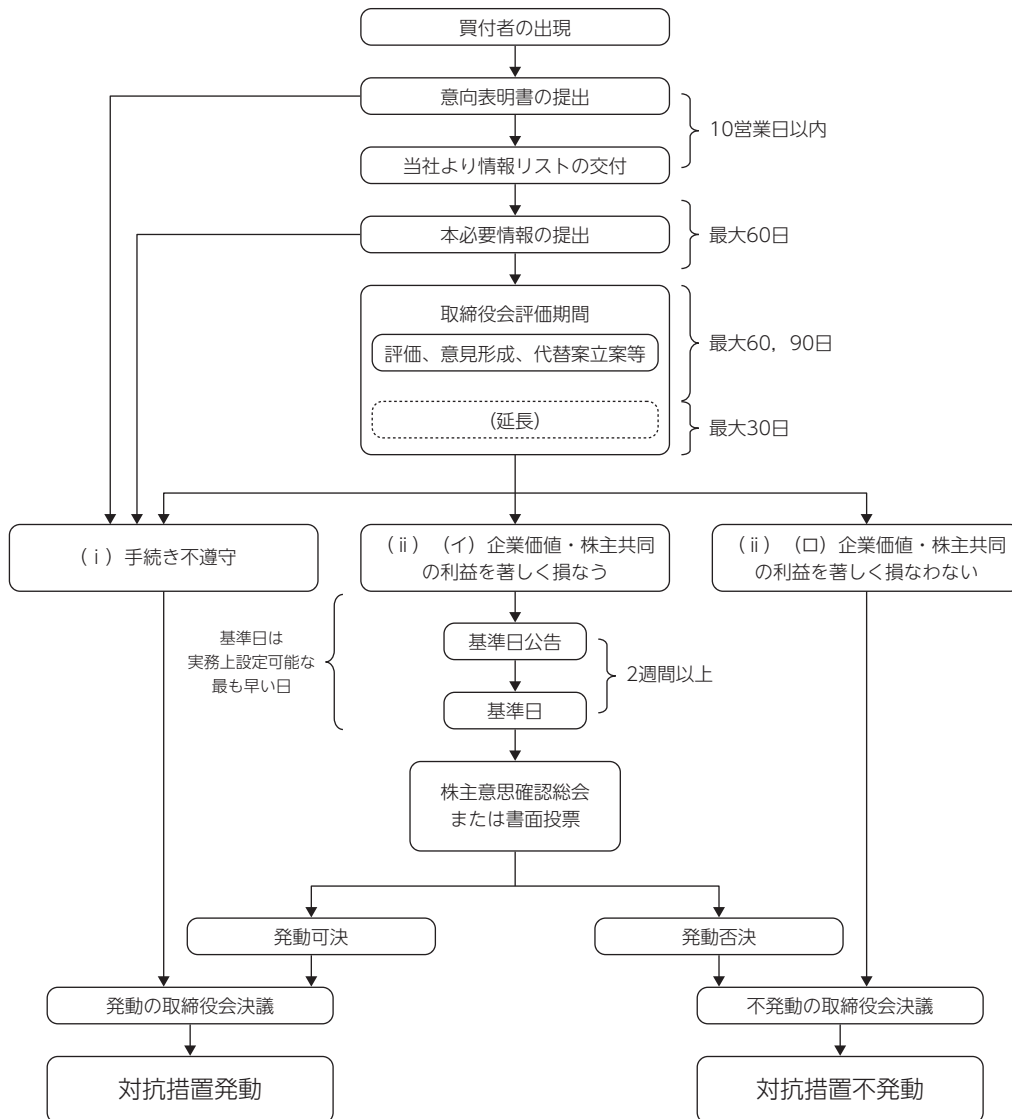 買付者の出現
意向表明書の提出
10営業日以内
当社より情報リストの交付
本必要情報の提出
最大60日
取締役会評価期間
評価、意見形成、代替案立案等
最大60，90日
（延長）
最大30日
（ⅰ）手続き不遵守
（ⅱ）（イ）企業価値・株主共同
の利益を著しく損なう
（ⅱ）（ロ）企業価値・株主共同
の利益を著しく損なわない
基準日は
実務上設定可能な
最も早い日
基準日公告
2週間以上
基準日
株主意思確認総会
または書面投票
発動可決
発動否決
発動の取締役会決議
不発動の取締役会決議
対抗措置発動
対抗措置不発動